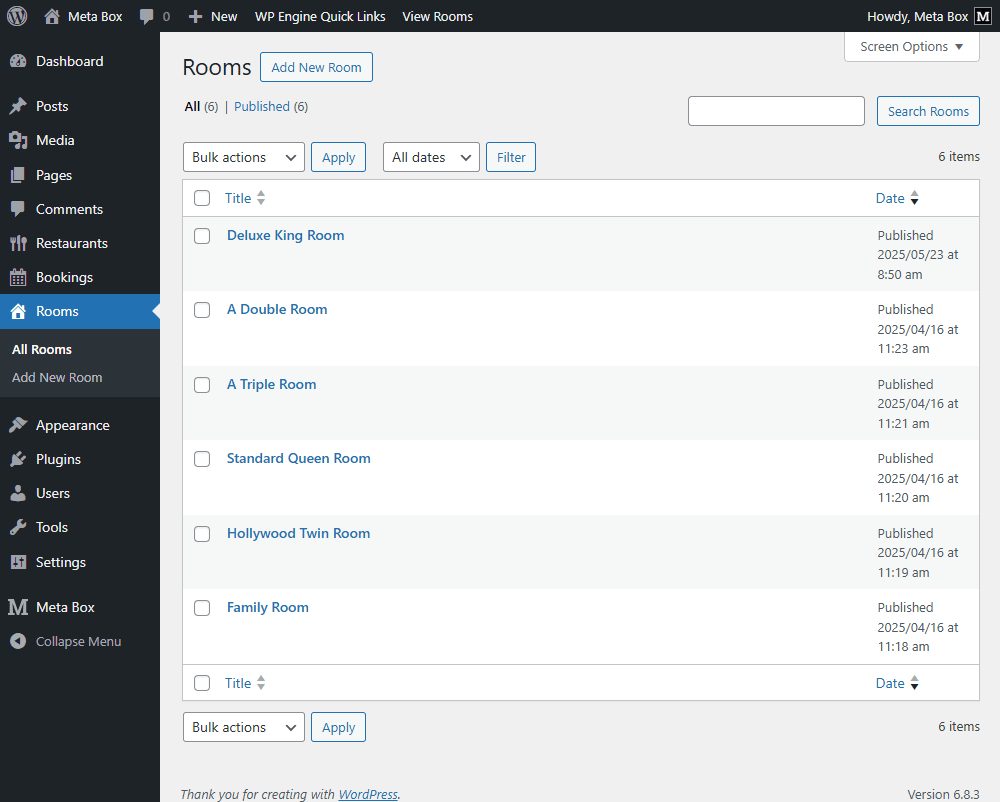 Meta Box 0 New WP Engine Quick Links View Rooms Howdy, Meta Box M
Screen Options
Dashboard
Posts
Media
Pages
Comments
Restaurants
Bookings
Rooms
All Rooms
Add New Room
Appearance
Plugins
Users
Tools
Settings
M Meta Box
Collapse Menu
Rooms Add New Room
All (6) | Published (6)
Search Rooms
Bulk actions Apply All dates Filter 6 items
Title Date
Deluxe King Room
Published
2025/05/23 at
8:50 am
A Double Room
Published
2025/04/16 at
11:23 am
A Triple Room
Published
2025/04/16 at
11:21 am
Standard Queen Room
Published
2025/04/16 at
11:20 am
Hollywood Twin Room
Published
2025/04/16 at
11:19 am
Family Room
Published
2025/04/16 at
11:18 am
Title Date
Bulk actions Apply 6 items
Thank you for creating with WordPress. Version 6.8.3